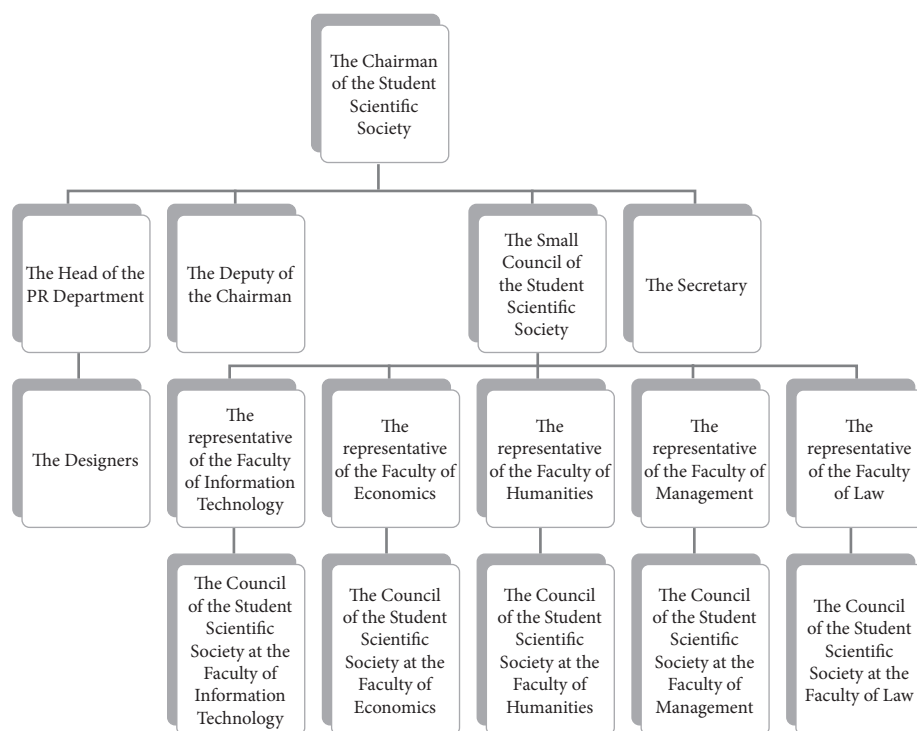 The Chairman
of the Student
Scientific
Society
The Head of the
PR Department
The Deputy of
the Chairman
The Small
Council of
the Student
Scientific
Society
The Secretary
The Designers
The
representative
of the Faculty
of Information
Technology
The
representative
of the Faculty of
Economics
The
representative
of the Faculty of
Humanities
The
representative
of the Faculty of
Management
The
representative
of the Faculty
of Law
The Council
of the Student
Scientific
Society at the
Faculty of
Information
Technology
The Council
of the Student
Scientific
Society at the
Faculty of
Economics
The Council
of the Student
Scientific
Society at the
Faculty of
Humanities
The Council
of the Student
Scientific
Society at the
Faculty of
Management
The Council
of the Student
Scientific
Society at the
Faculty of Law